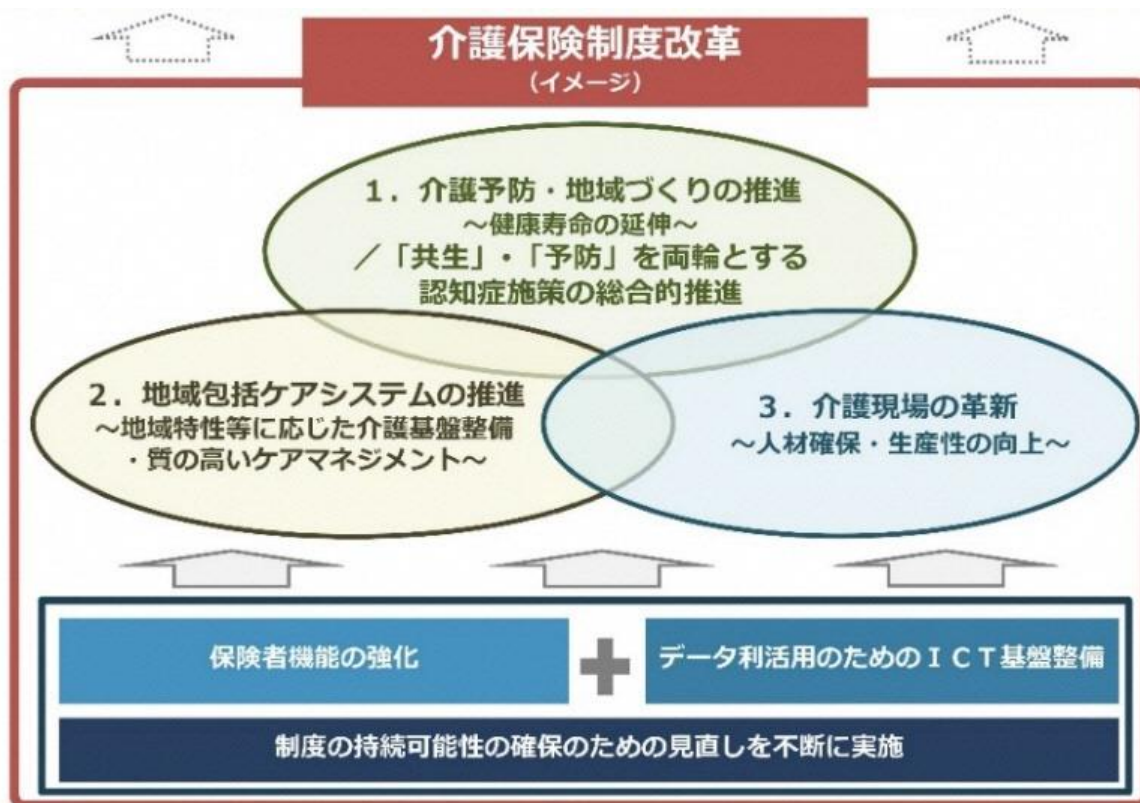 介護保険制度改革
（イメージ）
１．介護予防・地域づくりの推進
～健康寿命の延伸～
／「共生」・「予防」を両輪とする
認知症施策の総合的推進
２．地域包括ケアシステムの推進
～地域特性等に応じた介護基盤整備
・質の高いケアマネジメント～
３．介護現場の革新
～人材確保・生産性の向上～
保険者機能の強化
データ利活用のためのＩＣＴ基盤整備
制度の持続可能性の確保のための見直しを不断に実施